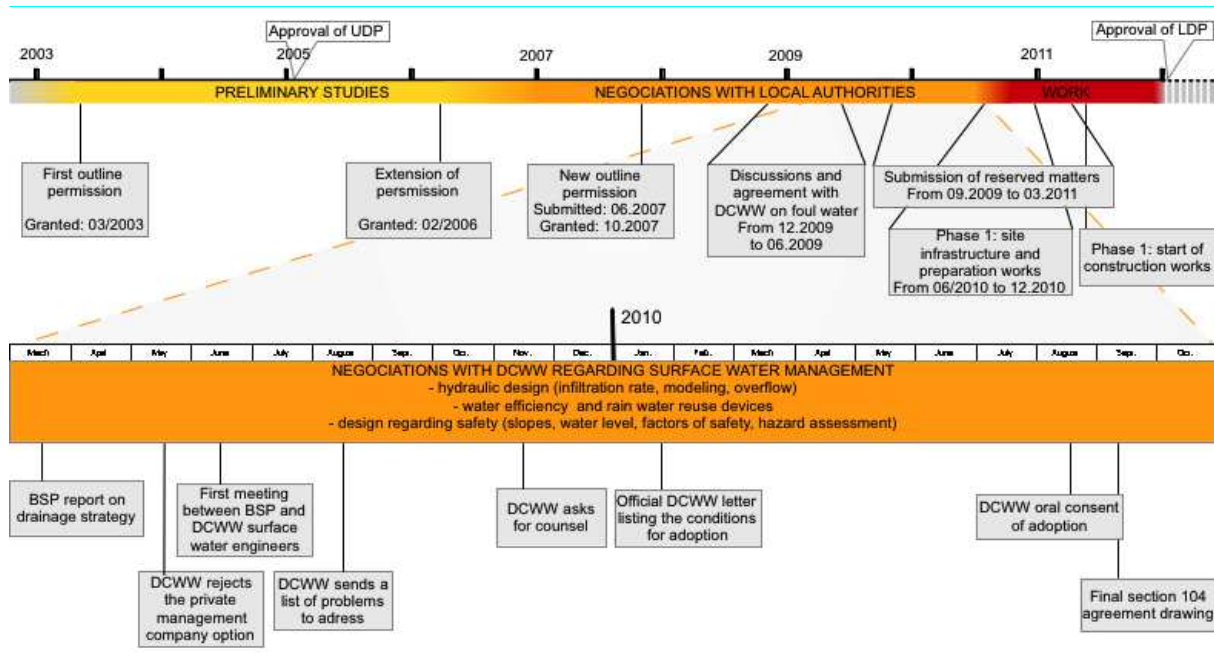 Approval of UDP
Approval of LDP
2003
2005
2007
2009
2011
PRELIMINARY STUDIES
NEGOCIATIONS WITH LOCAL AUTHORITIES
WORK
First outline
permission
Granted: 03/2003
Extension of
persmission
Granted: 02/2006
New outline
permission
Submitted: 06.2007
Granted: 10.2007
Discussions and
agreement with
DCWW on foul water
From 12.2009
to 06.2009
Submission of reserved matters
From 09.2009 to 03.2011
Phase 1: site
infrastructure and
preparation works
From 06/2010 to 12.2010
Phase 1: start of
construction works
2010
March April May June July Augus Sept. Oct. Nov. Dec. Jan. Feb. March April May June July Augus Sept. Oct.
NEGOCIATIONS WITH DCWW REGARDING SURFACE WATER MANAGEMENT
- hydraulic design (infiltration rate, modeling, overflow)
- water efficiency and rain water reuse devices
- design regarding safety (slopes, water level, factors of safety, hazard assessment)
BSP report on
drainage strategy
DCWW rejects
the private
management
company option
First meeting
between BSP and
DCWW surface
water engineers
DCWW sends a
list of problems
to adress
DCWW asks
for counsel
Official DCWW letter
listing the conditions
for adoption
DCWW oral consent
of adoption
Final section 104
agreement drawing